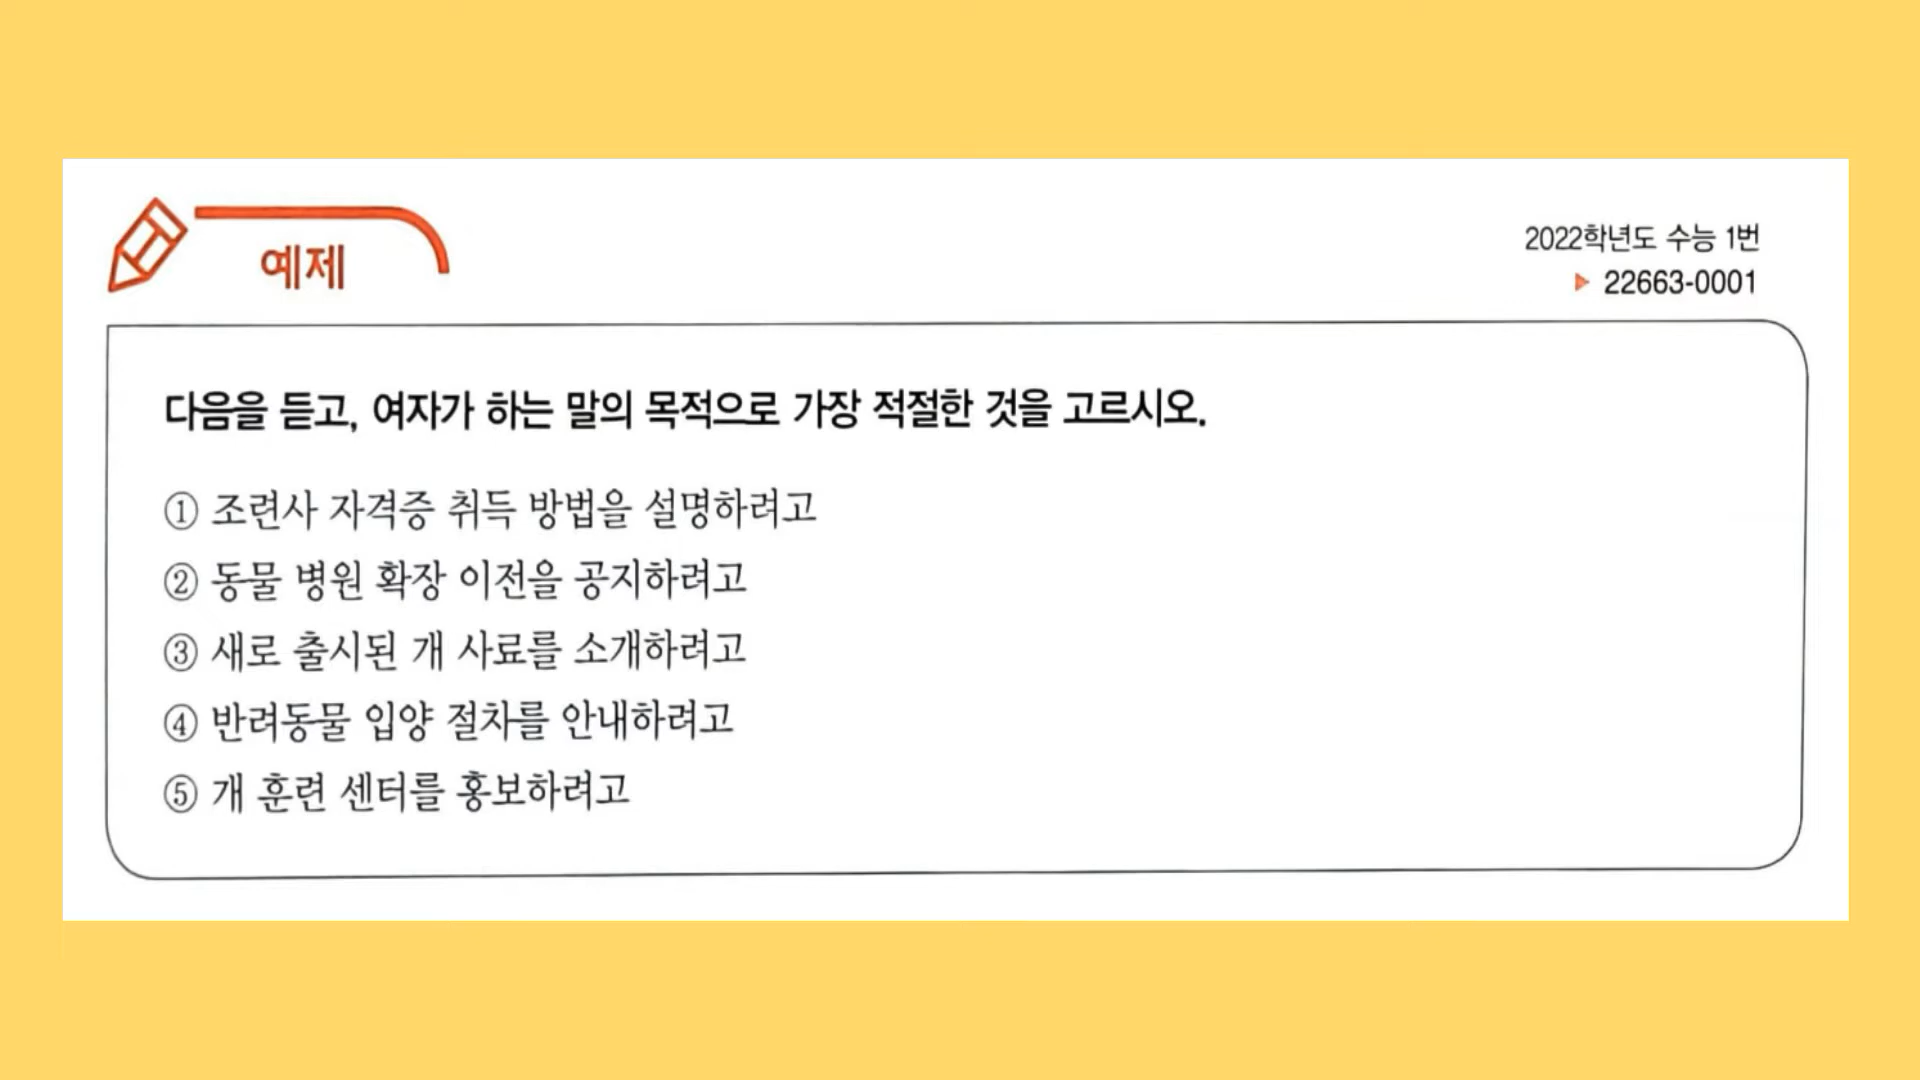 예제
2022학년도 수능 1번
▶ 22663-0001
다음을 듣고, 여자가 하는 말의 목적으로 가장 적절한 것을 고르시오.
① 조련사 자격증 취득 방법을 설명하려고
② 동물 병원 확장 이전을 공지하려고
③ 새로 출시된 개 사료를 소개하려고
④ 반려동물 입양 절차를 안내하려고
⑤ 개 훈련 센터를 홍보하려고